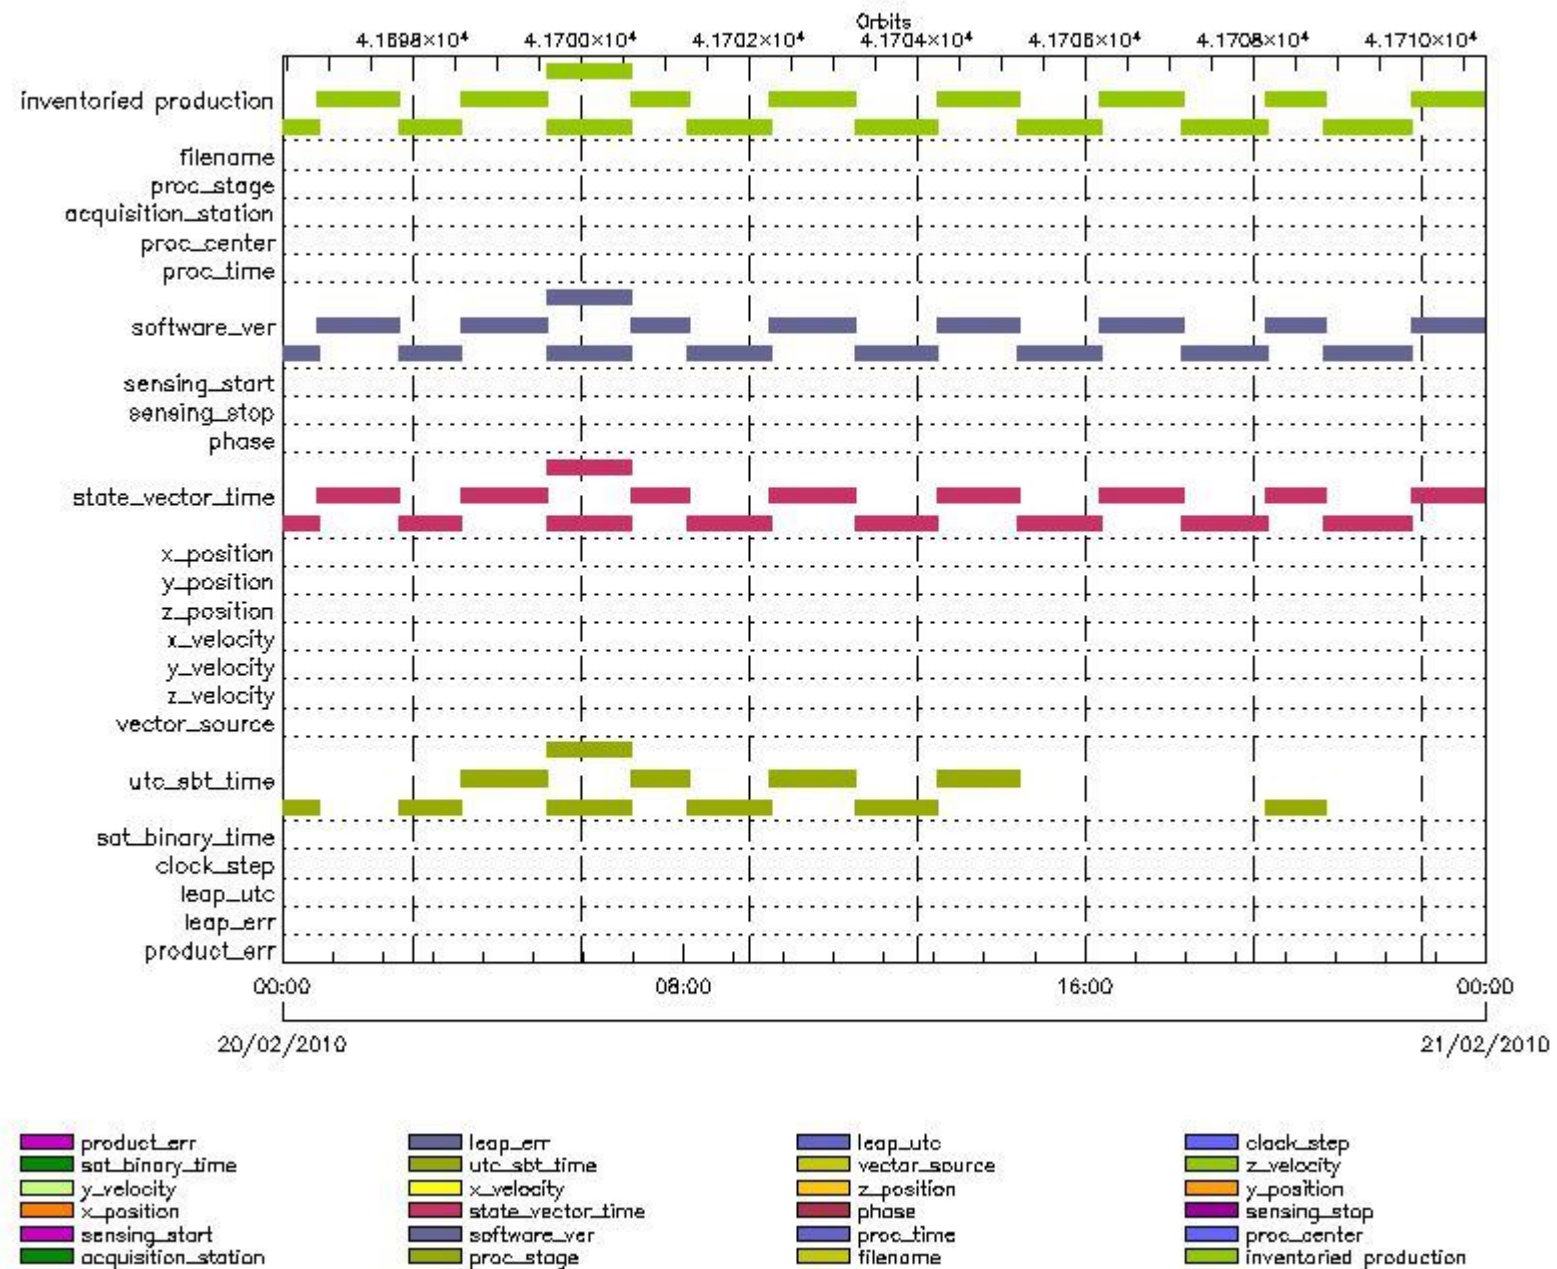 Orbits
4.1698×10⁴ 4.1700×10⁴ 4.1702×10⁴ 4.1704×10⁴ 4.1706×10⁴ 4.1708×10⁴ 4.1710×10⁴
inventoried production
filename
proc_stage
acquisition_station
proc_center
proc_time
software_ver
sensing_start
sensing_stop
phase
state_vector_time
x_position
y_position
z_position
x_velocity
y_velocity
z_velocity
vector_source
utc_sbt_time
sat_binary_time
clock_step
leap_utc
leap_err
product_err
00:00 08:00 16:00 00:00
20/02/2010 21/02/2010
product_err leap_err leap_utc clock_step
sat_binary_time utc_sbt_time vector_source z_velocity
y_velocity x_velocity z_position y_position
x_position state_vector_time phase sensing_stop
sensing_start software_ver proc_time proc_center
acquisition_station proc_stage filename inventoried production